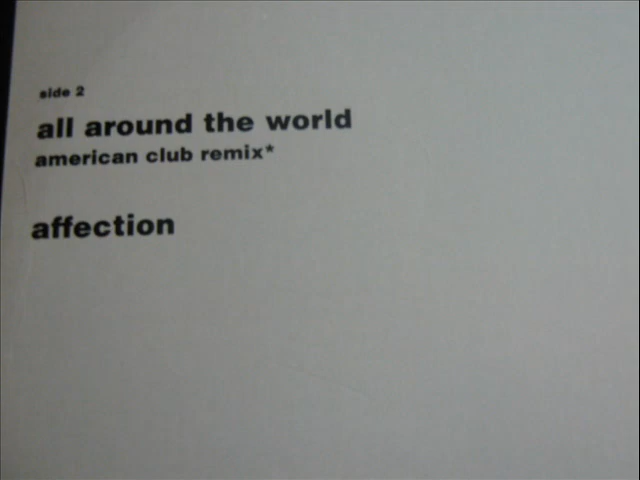 side 2
all around the world
american club remix*
affection